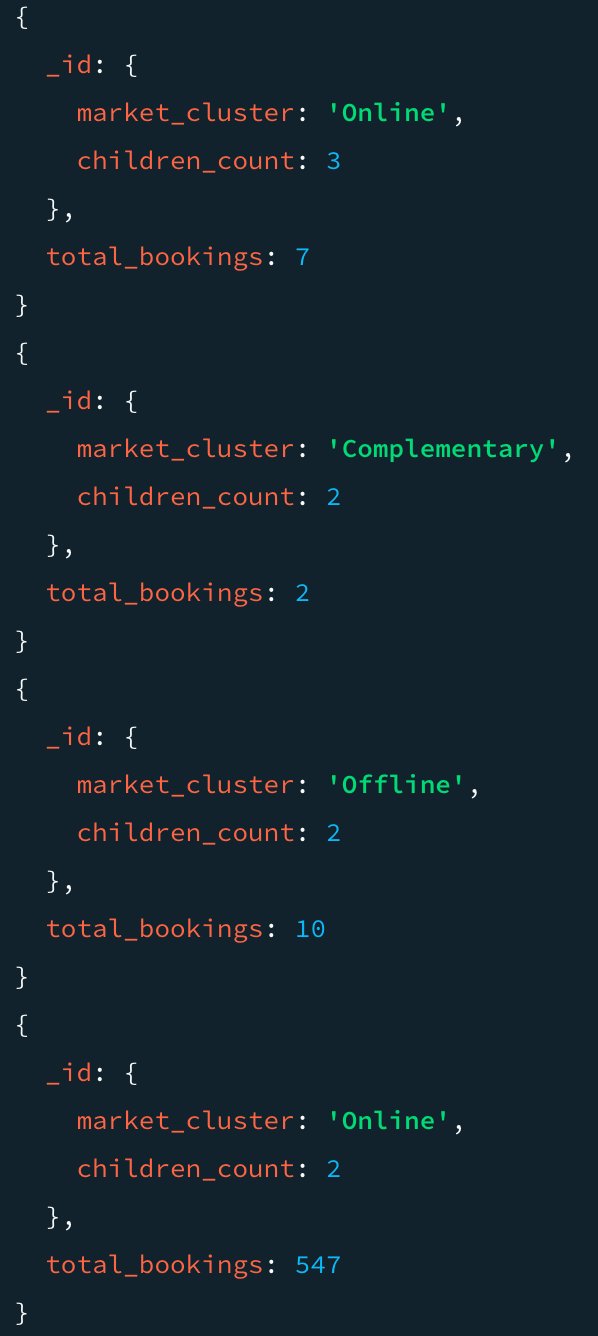 {
  _id: {
    market_cluster: 'Online',
    children_count: 3
  },
  total_bookings: 7
}
{
  _id: {
    market_cluster: 'Complementary',
    children_count: 2
  },
  total_bookings: 2
}
{
  _id: {
    market_cluster: 'Offline',
    children_count: 2
  },
  total_bookings: 10
}
{
  _id: {
    market_cluster: 'Online',
    children_count: 2
  },
  total_bookings: 547
}